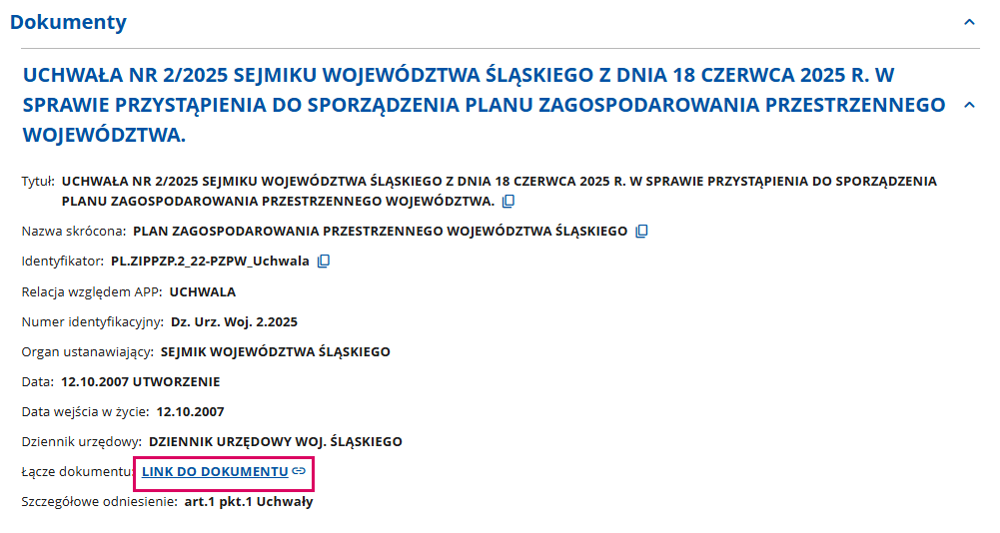 Dokumenty
UCHWAŁA NR 2/2025 SEJMIKU WOJEWÓDZTWA ŚLĄSKIEGO Z DNIA 18 CZERWCA 2025 R. W
SPRAWIE PRZYSTĄPIENIA DO SPORZĄDZENIA PLANU ZAGOSPODAROWANIA PRZESTRZENNEGO
WOJEWÓDZTWA.
Tytuł: UCHWAŁA NR 2/2025 SEJMIKU WOJEWÓDZTWA ŚLĄSKIEGO Z DNIA 18 CZERWCA 2025 R. W SPRAWIE PRZYSTĄPIENIA DO SPORZĄDZENIA
PLANU ZAGOSPODAROWANIA PRZESTRZENNEGO WOJEWÓDZTWA.
Nazwa skrócona: PLAN ZAGOSPODAROWANIA PRZESTRZENNEGO WOJEWÓDZTWA ŚLĄSKIEGO
Identyfikator: PL.ZIPPZP.2_22-PZPW_Uchwala
Relacja względem APP: UCHWALA
Numer identyfikacyjny: Dz. Urz. Woj. 2.2025
Organ ustanawiający: SEJMIK WOJEWÓDZTWA ŚLĄSKIEGO
Data: 12.10.2007 UTWORZENIE
Data wejścia w życie: 12.10.2007
Dziennik urzędowy: DZIENNIK URZĘDOWY WOJ. ŚLĄSKIEGO
Łącze dokumentu: LINK DO DOKUMENTU
Szczegółowe odniesienie: art.1 pkt.1 Uchwały